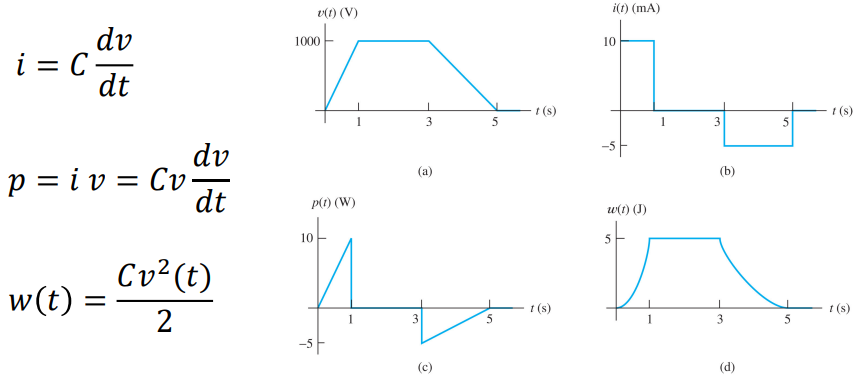 i = C dv/dt
p = i v = Cv dv/dt
w(t) = Cv²(t)/2
v(t) (V)
1000
1
3
5
t (s)
(a)
i(t) (mA)
10
1
3
5
t (s)
−5
(b)
p(t) (W)
10
1
3
5
t (s)
−5
(c)
w(t) (J)
5
1
3
5
t (s)
(d)